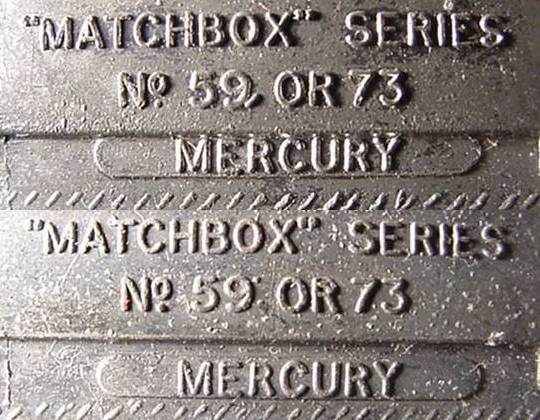 "MATCHBOX" SERIES
Nº 59, OR 73
MERCURY
"MATCHBOX" SERIES
Nº 59. OR 73
MERCURY